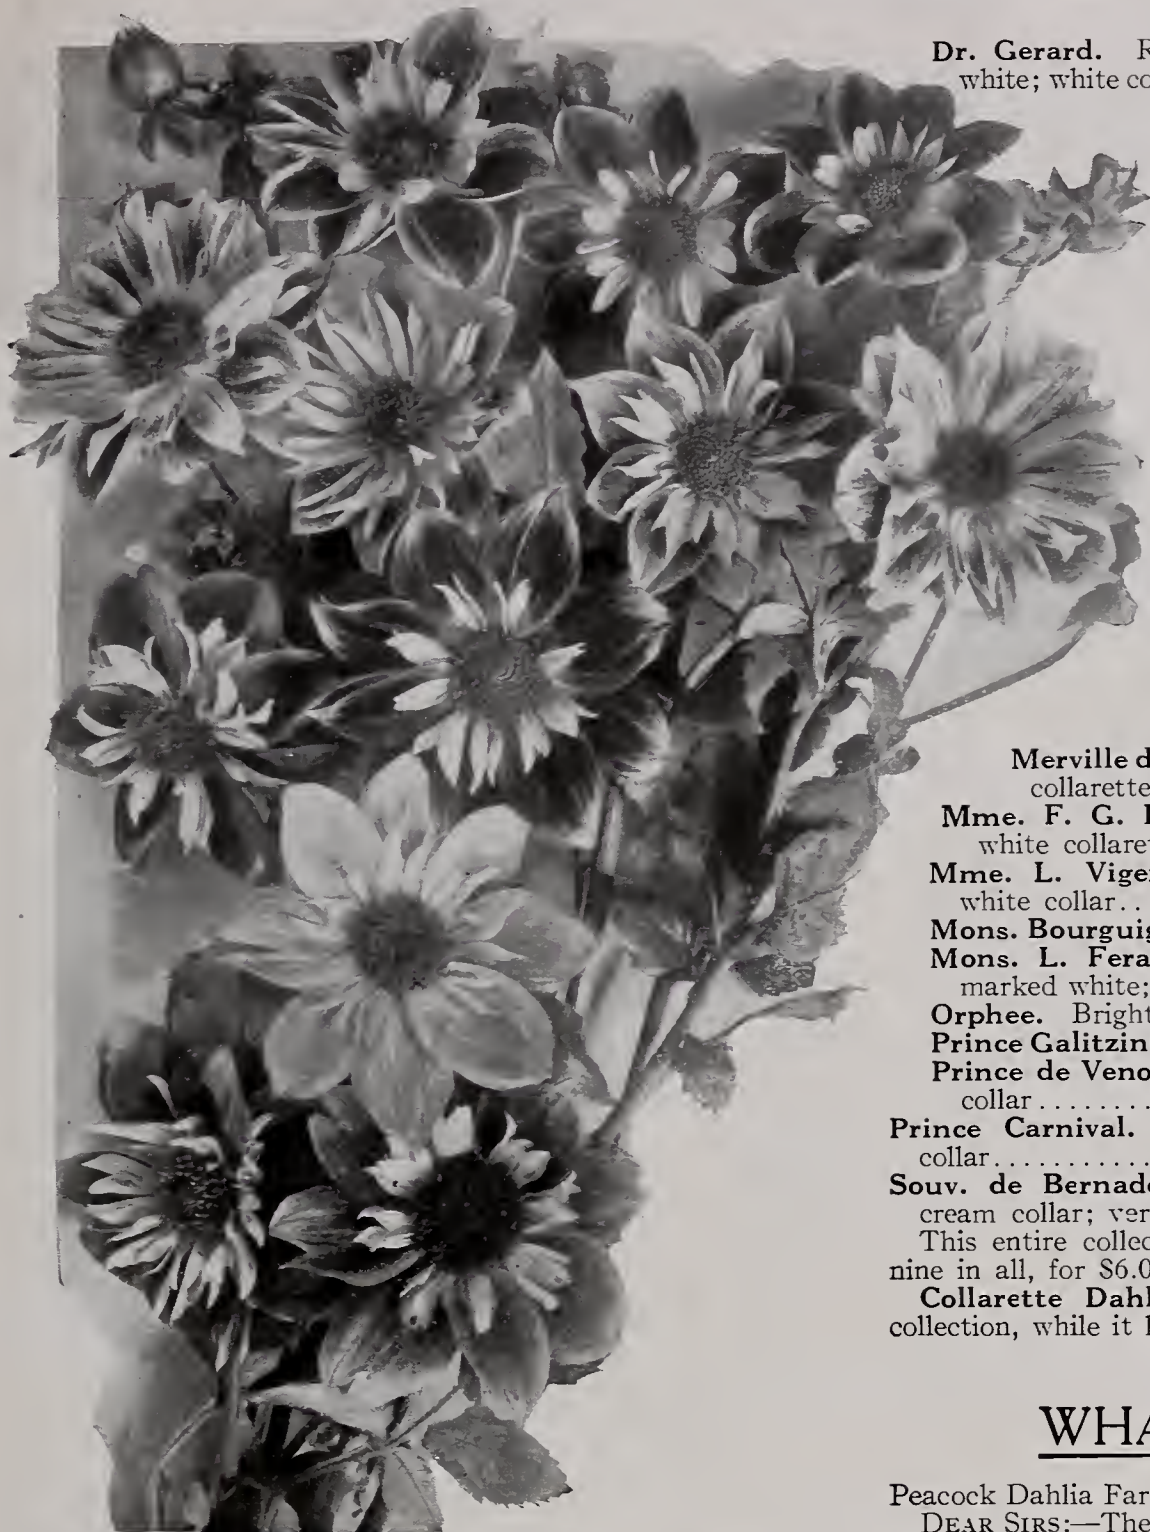 Dr. Gerard. R
white; white co
Merville d
collarette
Mme. F. G.
white collaret
Mme. L. Vige
white collar..
Mons. Bourguig
Mons. L. Fera
marked white;
Orphee. Bright
Prince Galitzin
Prince de Veno
collar........
Prince Carnival.
collar...........
Souv. de Bernado
cream collar; ver
This entire collec
nine in all, for $6.0
Collarette Dahl
collection, while it l
WHA
Peacock Dahlia Far
DEAR SIRS:—The